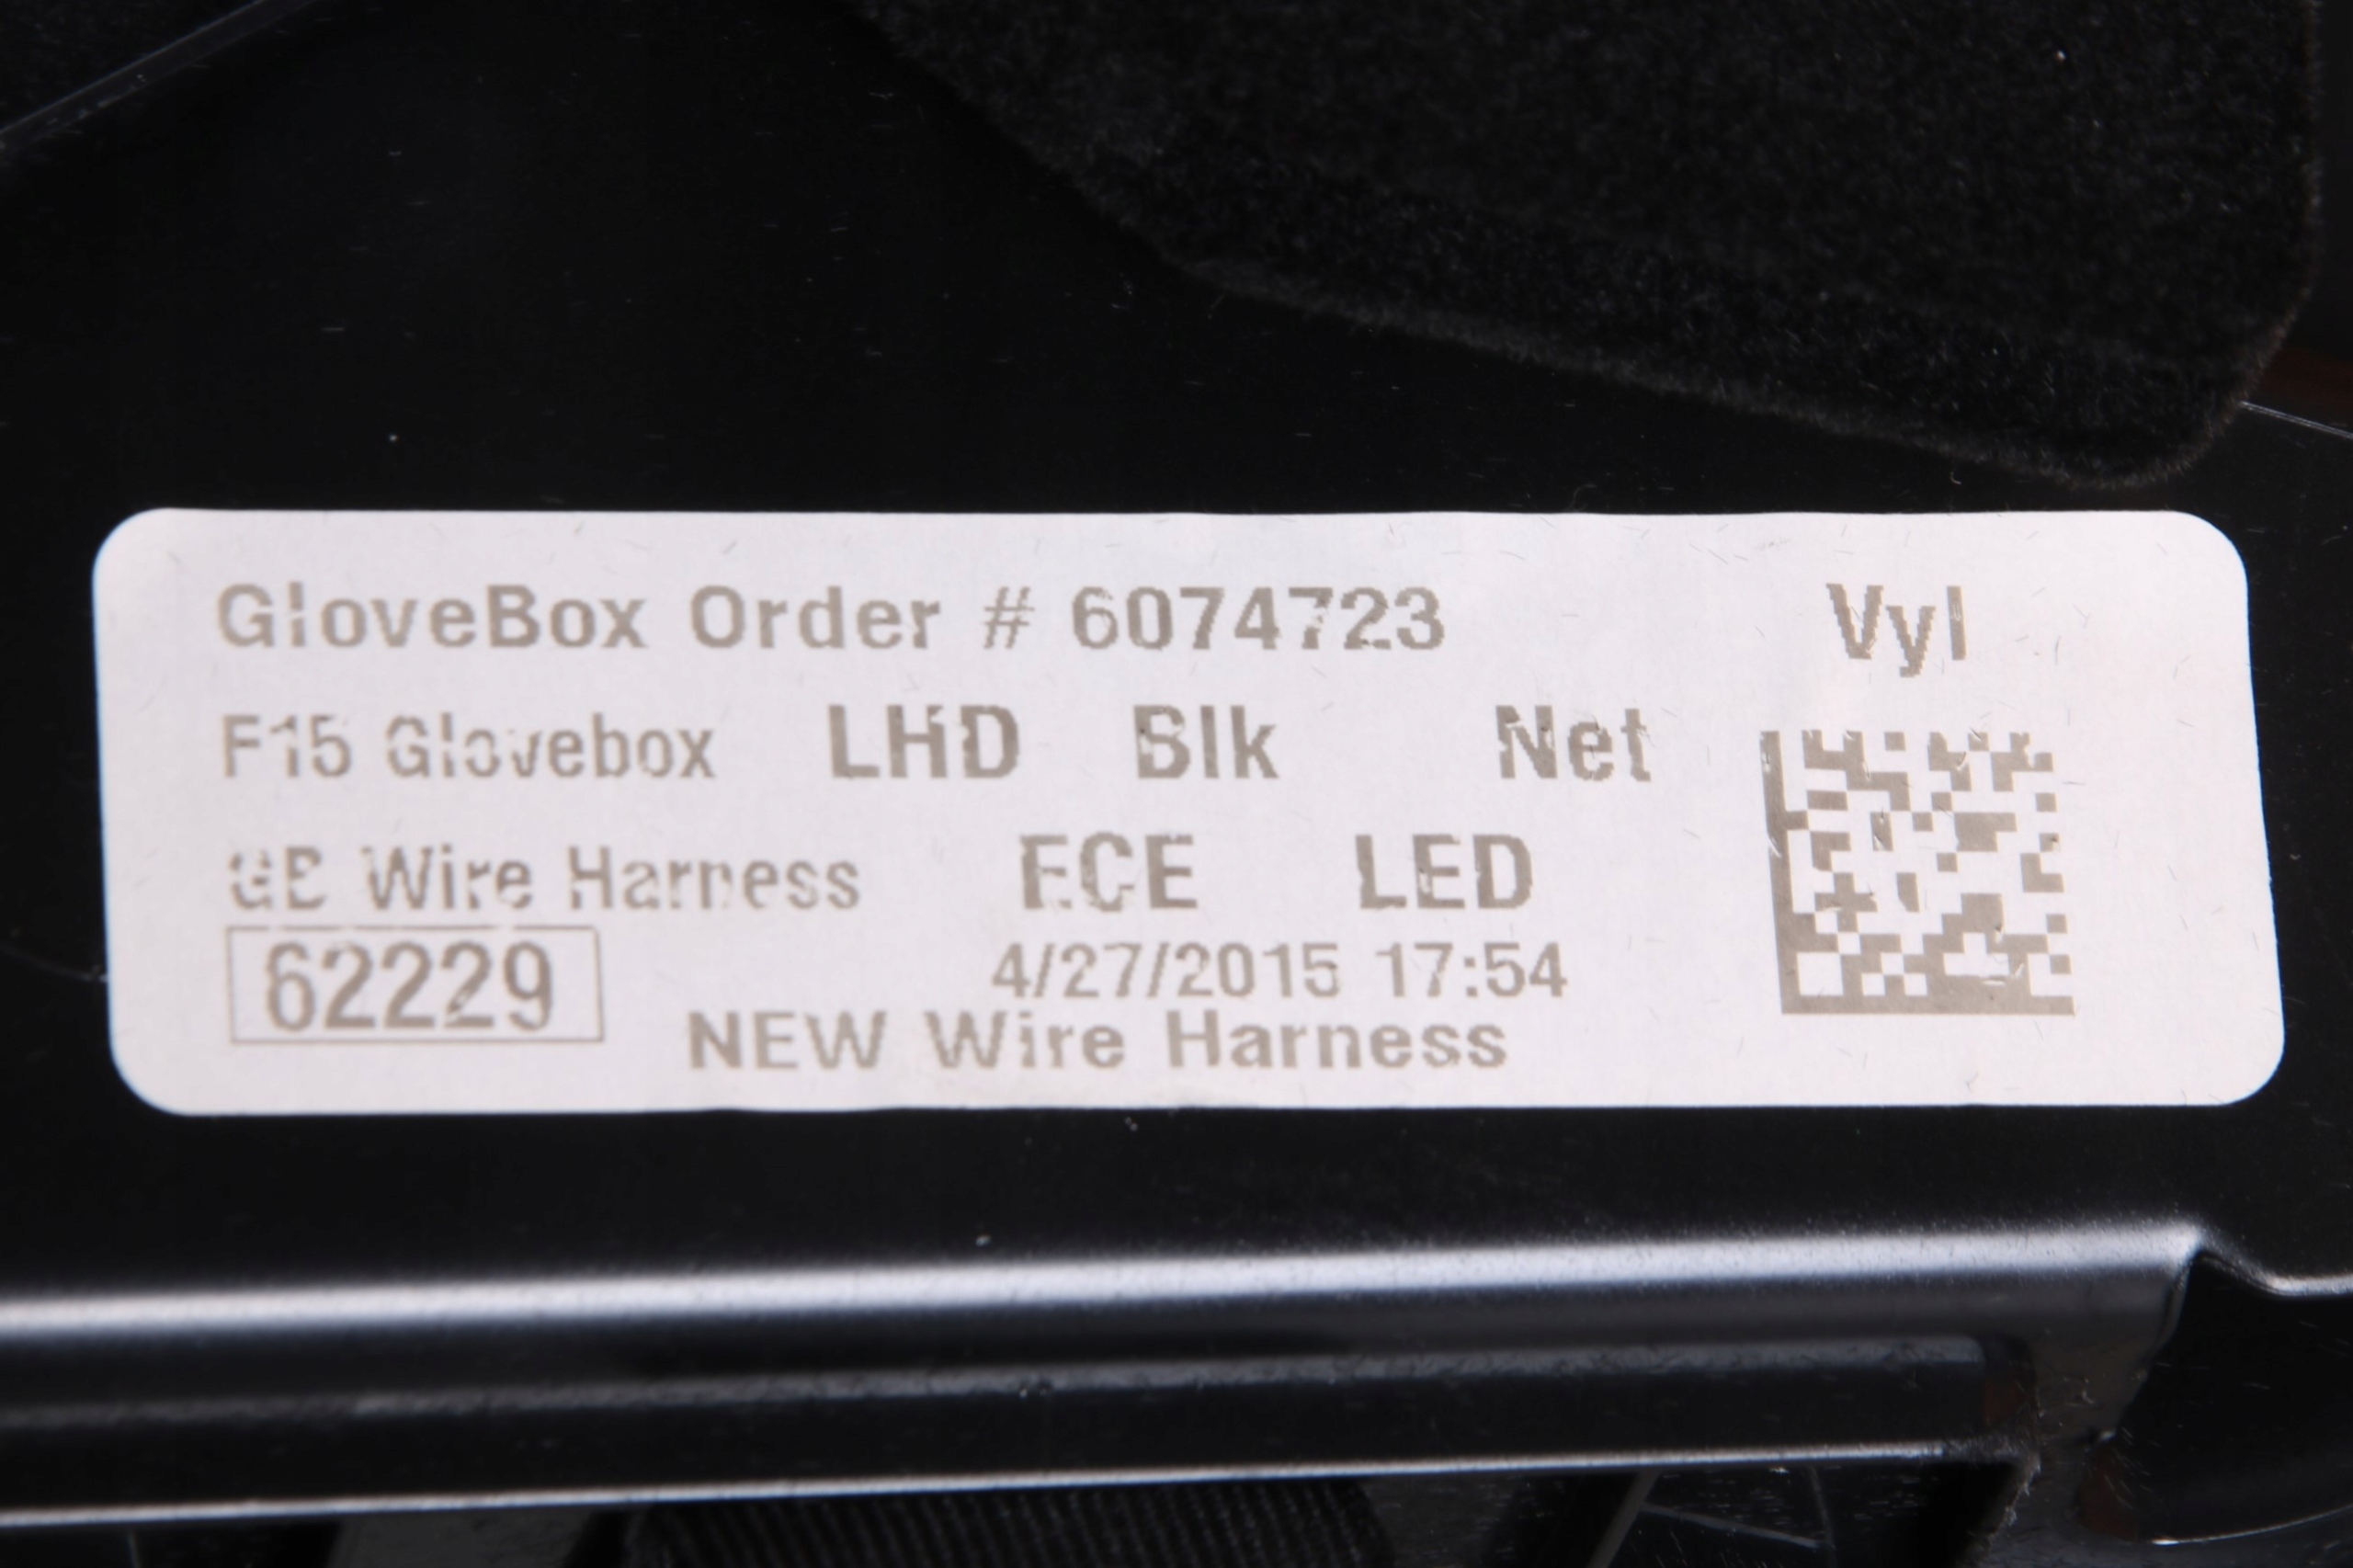 GloveBox Order # 6074723 Vyl
F15 Glovebox LHD Blk Net
GB Wire Harness ECE LED
62229 4/27/2015 17:54
NEW Wire Harness